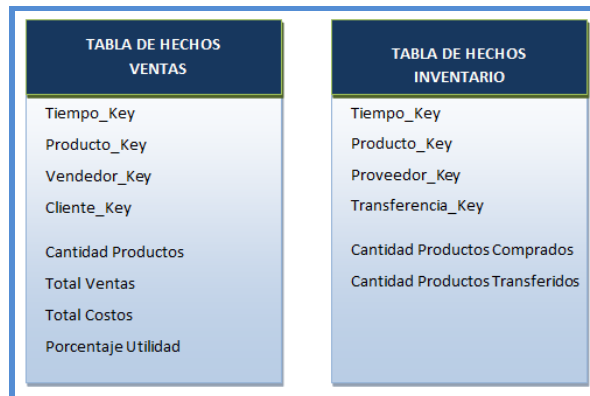 TABLA DE HECHOS
VENTAS
Tiempo_Key
Producto_Key
Vendedor_Key
Cliente_Key
Cantidad Productos
Total Ventas
Total Costos
Porcentaje Utilidad
TABLA DE HECHOS
INVENTARIO
Tiempo_Key
Producto_Key
Proveedor_Key
Transferencia_Key
Cantidad Productos Comprados
Cantidad Productos Transferidos